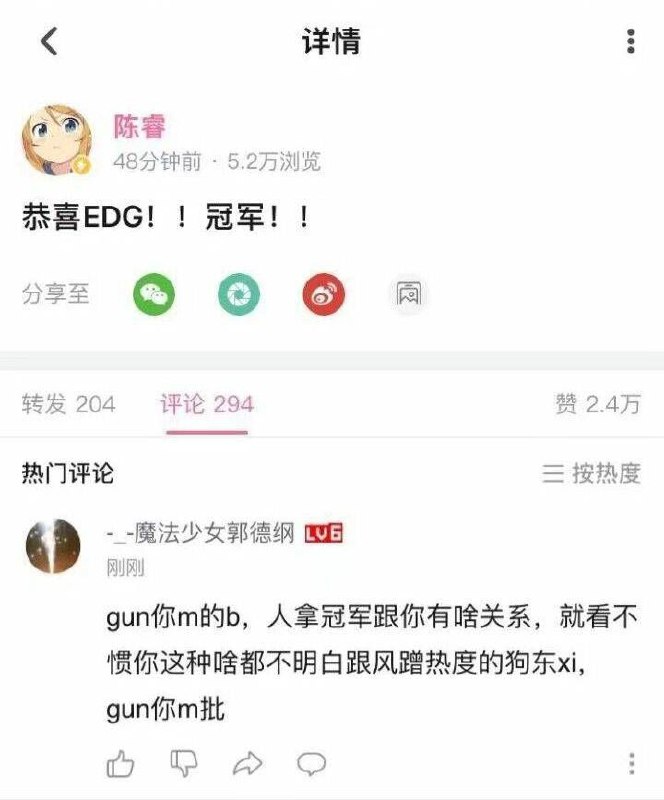 详情
陈睿
48分钟前 · 5.2万浏览
恭喜EDG！！冠军！！
分享至
转发 204 评论 294 赞 2.4万
热门评论 按热度
-_-魔法少女郭德纲 LV6
刚刚
gun你m的b，人拿冠军跟你有啥关系，就看不
惯你这种啥都不明白跟风蹭热度的狗东xi，
gun你m批